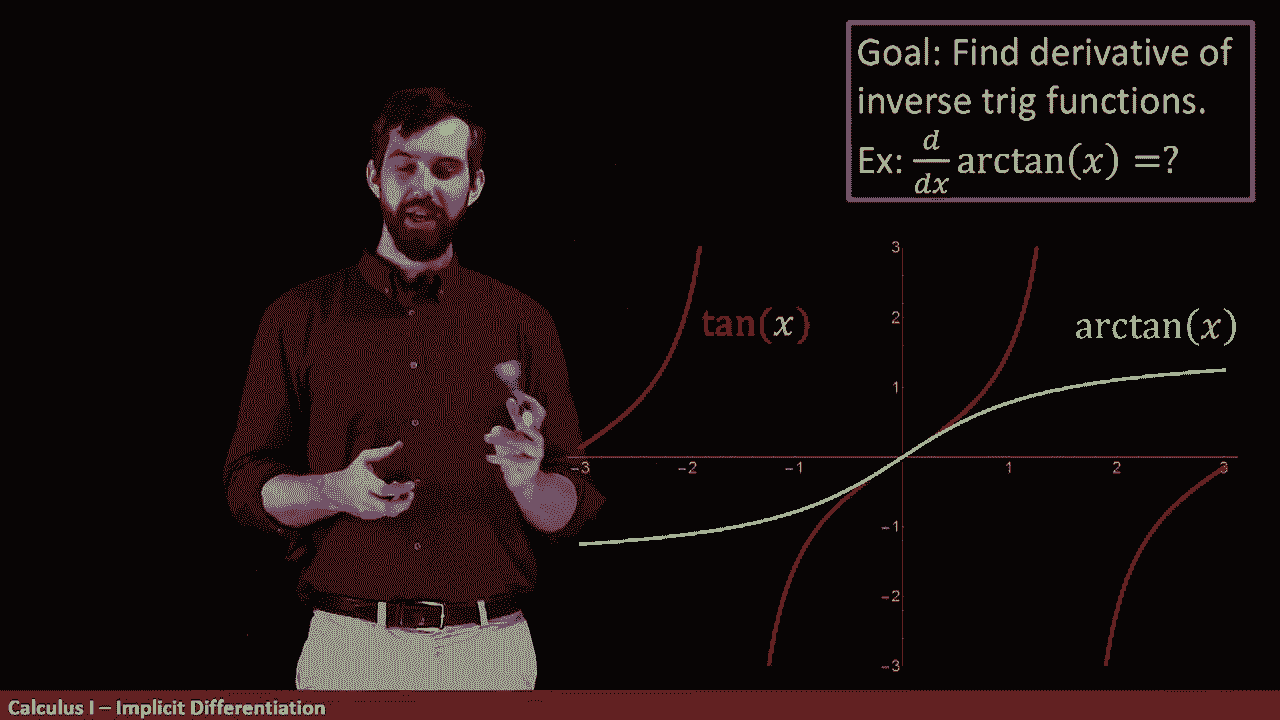 Goal: Find derivative of
inverse trig functions.
Ex: d/dx arctan(x) =?
tan(x)
arctan(x)
3
2
1
−3 −2 −1 1 2 3
−1
−2
−3
Calculus I – Implicit Differentiation